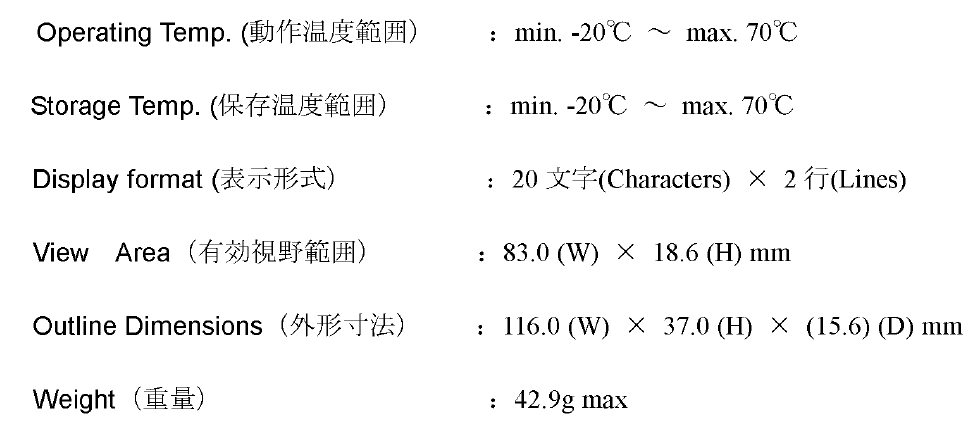 Operating Temp. (動作温度範囲) : min. -20℃ ～ max. 70℃
Storage Temp. (保存温度範囲) : min. -20℃ ～ max. 70℃
Display format (表示形式) : 20 文字(Characters) × 2 行(Lines)
View Area（有効視野範囲） : 83.0 (W) × 18.6 (H) mm
Outline Dimensions（外形寸法） : 116.0 (W) × 37.0 (H) × (15.6) (D) mm
Weight（重量） : 42.9g max